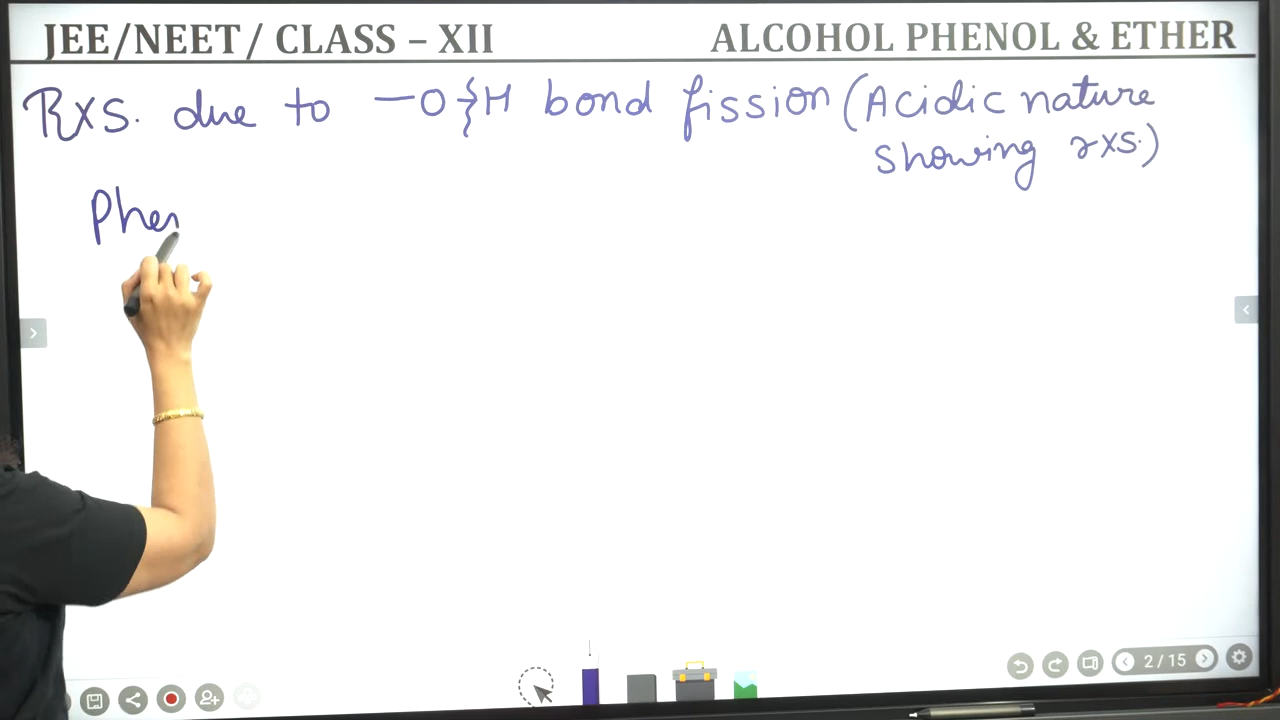 JEE/NEET/ CLASS – XII
ALCOHOL PHENOL & ETHER
Rxs. due to —O}H bond fission (Acidic nature
showing rxs.)
Phen
2 / 15